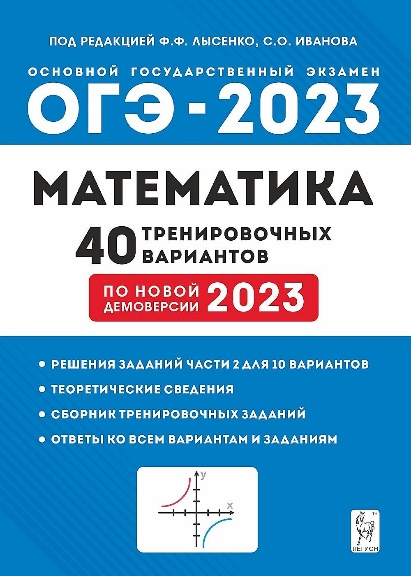 ПОД РЕДАКЦИЕЙ Ф.Ф. ЛЫСЕНКО, С.О. ИВАНОВА
ОСНОВНОЙ ГОСУДАРСТВЕННЫЙ ЭКЗАМЕН
ОГЭ - 2023
МАТЕМАТИКА
40 ТРЕНИРОВОЧНЫХ
ВАРИАНТОВ
ПО НОВОЙ
ДЕМОВЕРСИИ 2023
• РЕШЕНИЯ ЗАДАНИЙ ЧАСТИ 2 ДЛЯ 10 ВАРИАНТОВ
• ТЕОРЕТИЧЕСКИЕ СВЕДЕНИЯ
• СБОРНИК ТРЕНИРОВОЧНЫХ ЗАДАНИЙ
• ОТВЕТЫ КО ВСЕМ ВАРИАНТАМ И ЗАДАНИЯМ
y
x
ЛЕГИОН